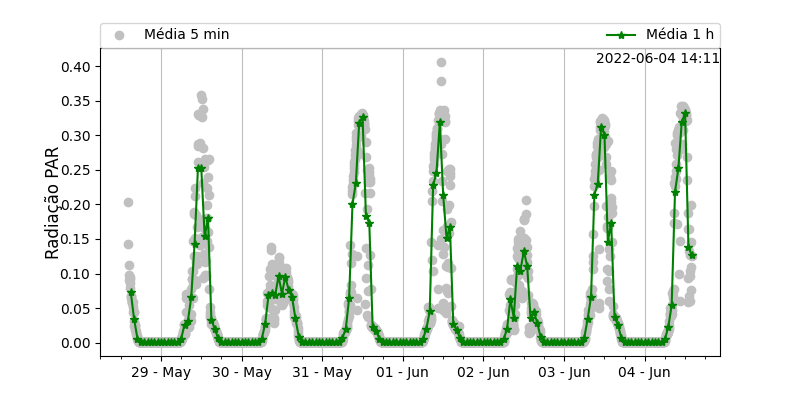 Média 5 min
Média 1 h
2022-06-04 14:11
Radiação PAR
0.40
0.35
0.30
0.25
0.20
0.15
0.10
0.05
0.00
29 - May
30 - May
31 - May
01 - Jun
02 - Jun
03 - Jun
04 - Jun